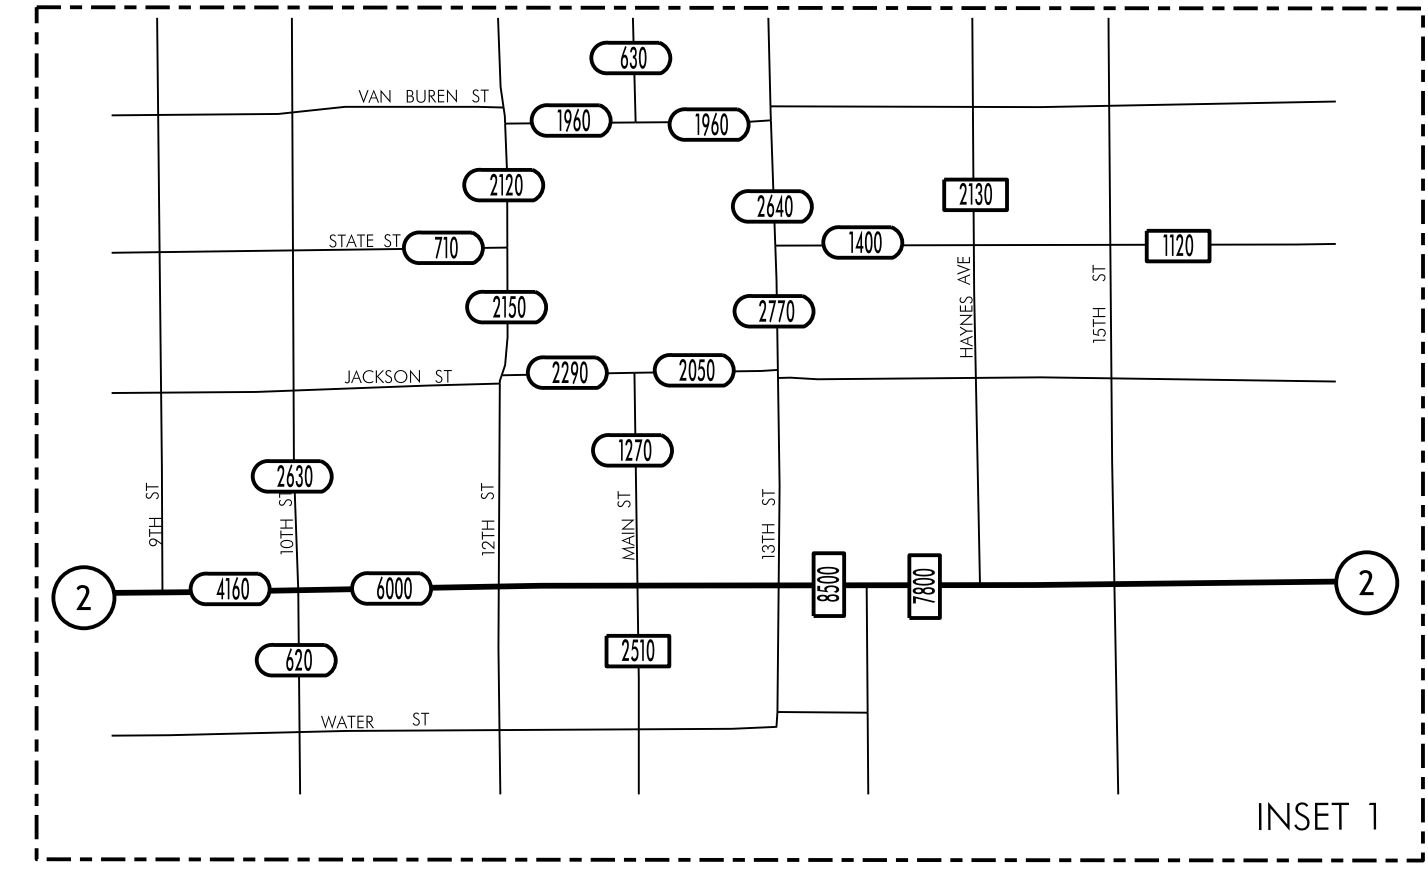 630
VAN BUREN ST
1960
1960
2120
2640
2130
STATE ST
710
1400
1120
HAYNES AVE
15TH ST
2150
2770
JACKSON ST
2290
2050
1270
2630
9TH ST
10TH ST
12TH ST
MAIN ST
13TH ST
2
4160
6000
8500
7800
2
620
2510
WATER ST
INSET 1